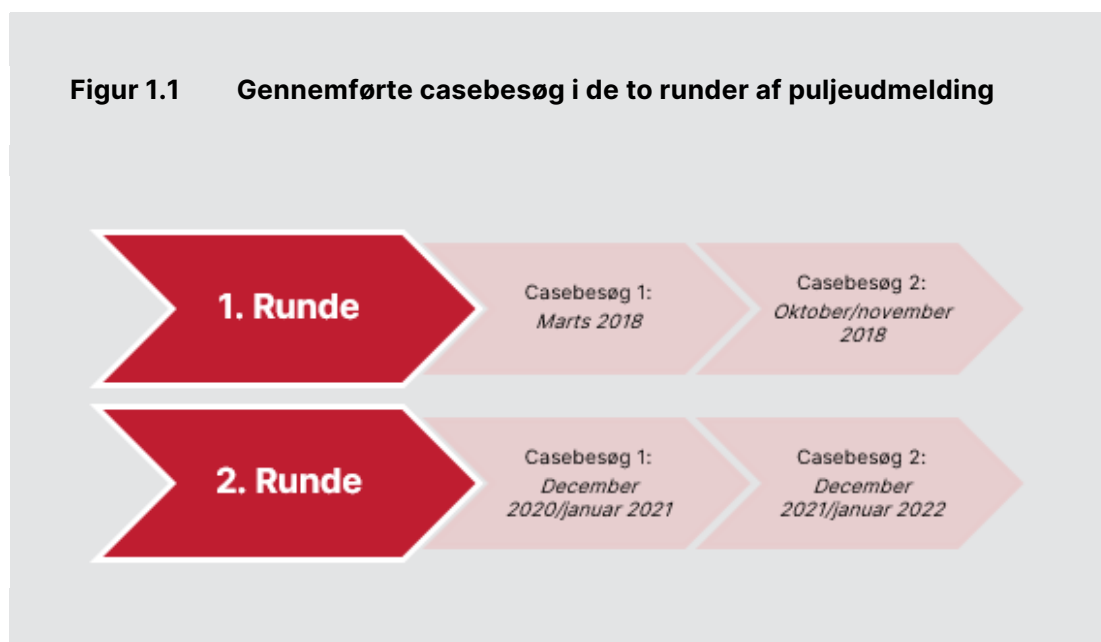 Figur 1.1 Gennemførte casebesøg i de to runder af puljeudmelding
1. Runde
Casebesøg 1:
Marts 2018
Casebesøg 2:
Oktober/november
2018
2. Runde
Casebesøg 1:
December
2020/januar 2021
Casebesøg 2:
December
2021/januar 2022